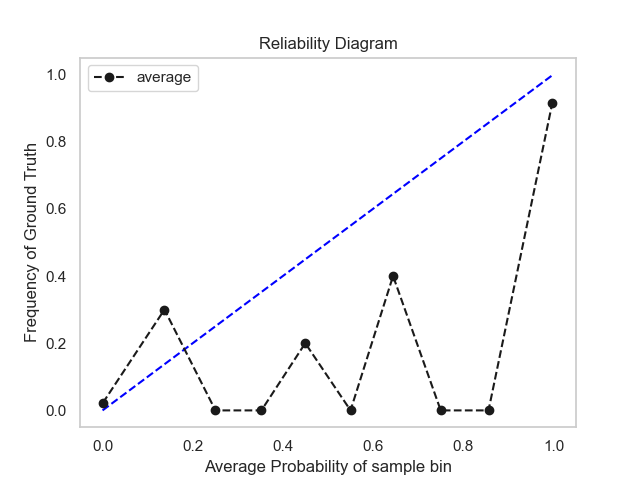 Reliability Diagram
average
1.0
0.8
0.6
0.4
0.2
0.0
Frequency of Ground Truth
0.0 0.2 0.4 0.6 0.8 1.0
Average Probability of sample bin